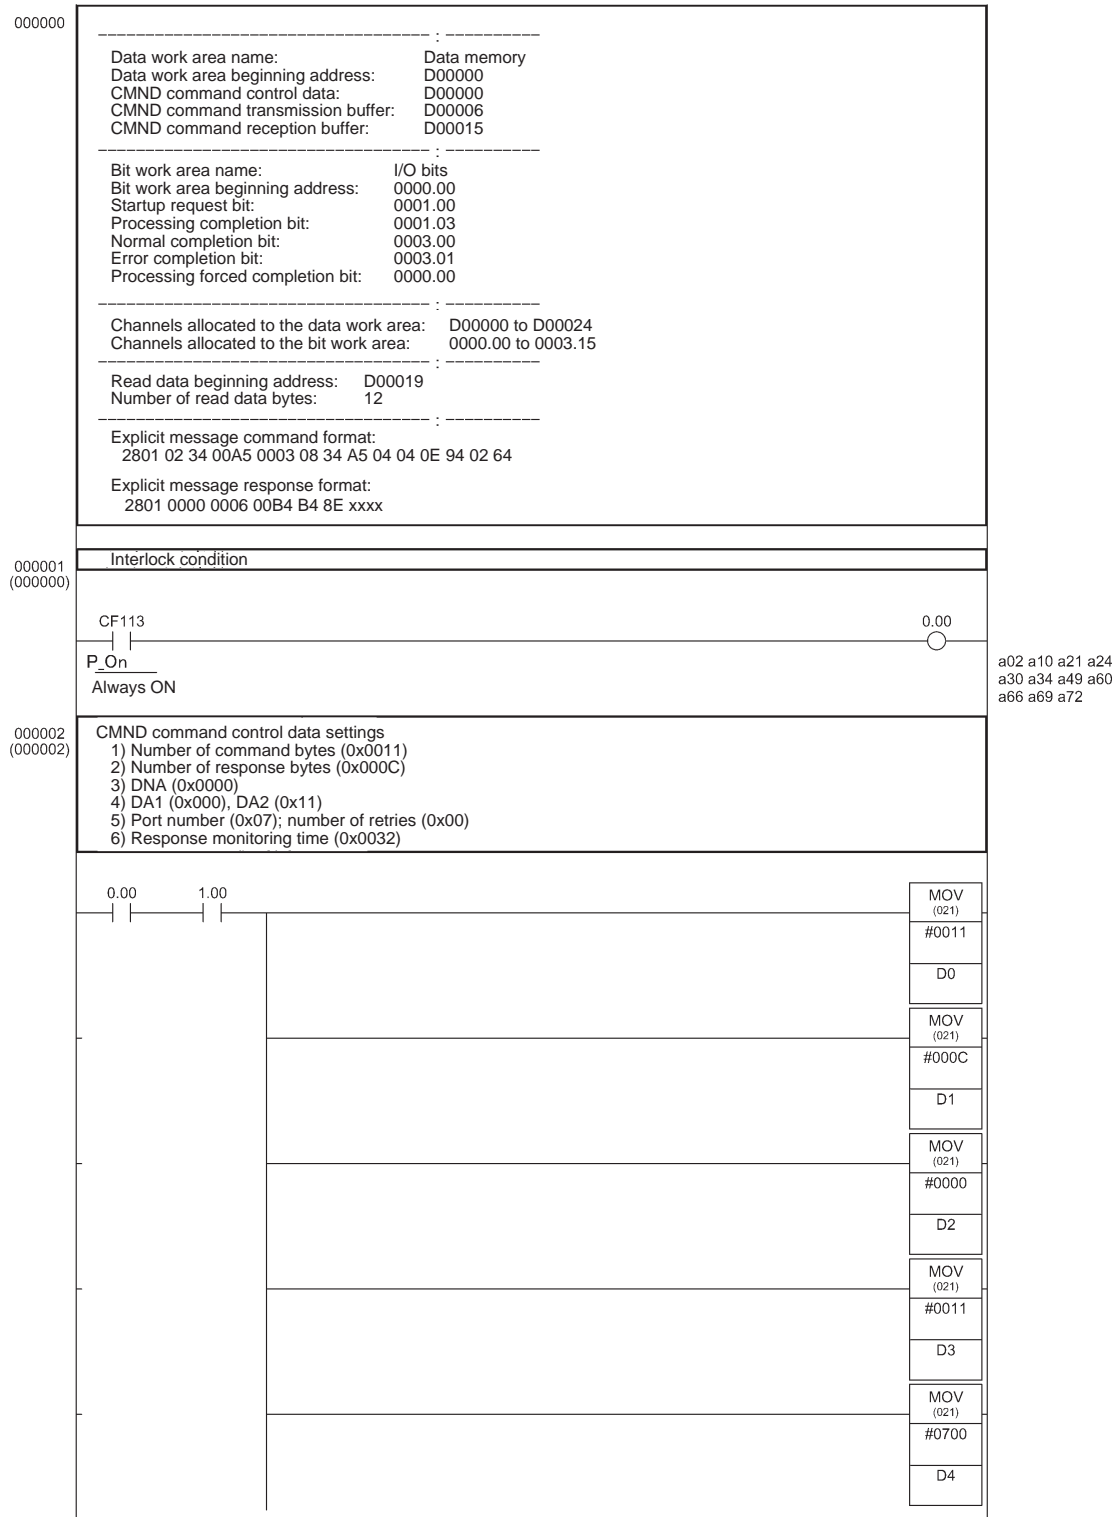 000000
Data work area name: Data memory
Data work area beginning address: D00000
CMND command control data: D00000
CMND command transmission buffer: D00006
CMND command reception buffer: D00015
Bit work area name: I/O bits
Bit work area beginning address: 0000.00
Startup request bit: 0001.00
Processing completion bit: 0001.03
Normal completion bit: 0003.00
Error completion bit: 0003.01
Processing forced completion bit: 0000.00
Channels allocated to the data work area: D00000 to D00024
Channels allocated to the bit work area: 0000.00 to 0003.15
Read data beginning address: D00019
Number of read data bytes: 12
Explicit message command format:
2801 02 34 00A5 0003 08 34 A5 04 04 0E 94 02 64
Explicit message response format:
2801 0000 0006 00B4 B4 8E xxxx
000001
(000000)
Interlock condition
CF113
0.00
P_On
Always ON
a02 a10 a21 a24
a30 a34 a49 a60
a66 a69 a72
000002
(000002)
CMND command control data settings
1) Number of command bytes (0x0011)
2) Number of response bytes (0x000C)
3) DNA (0x0000)
4) DA1 (0x000), DA2 (0x11)
5) Port number (0x07); number of retries (0x00)
6) Response monitoring time (0x0032)
0.00 1.00
MOV
(021)
#0011
D0
MOV
(021)
#000C
D1
MOV
(021)
#0000
D2
MOV
(021)
#0011
D3
MOV
(021)
#0700
D4